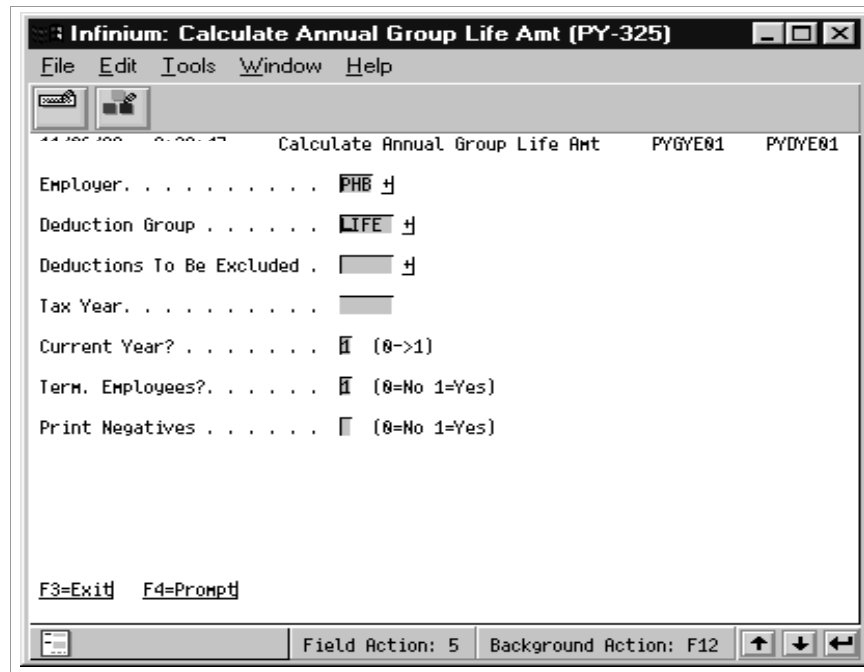 Infinium: Calculate Annual Group Life Amt (PY-325)
File Edit Tools Window Help
Calculate Annual Group Life Amt PYGYE01 PYDYE01
Employer. . . . . . . . . . . PHB +
Deduction Group . . . . . . LIFE +
Deductions To Be Excluded . +
Tax Year. . . . . . . . . . .
Current Year? . . . . . . . 1 (0->1)
Term. Employees?. . . . . . 1 (0=No 1=Yes)
Print Negatives . . . . . . (0=No 1=Yes)
F3=Exit F4=Prompt
Field Action: 5 Background Action: F12